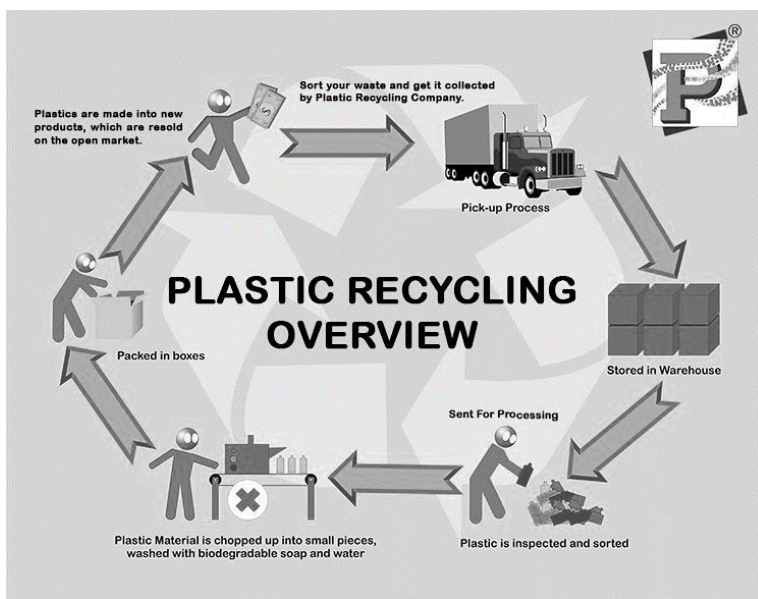 PLASTIC RECYCLING
OVERVIEW
Sort your waste and get it collected
by Plastic Recycling Company.
Pick-up Process
Stored in Warehouse
Sent For Processing
Plastic is inspected and sorted
Plastic Material is chopped up into small pieces,
washed with biodegradable soap and water
Packed in boxes
Plastics are made into new
products, which are resold
on the open market.
$
P
®